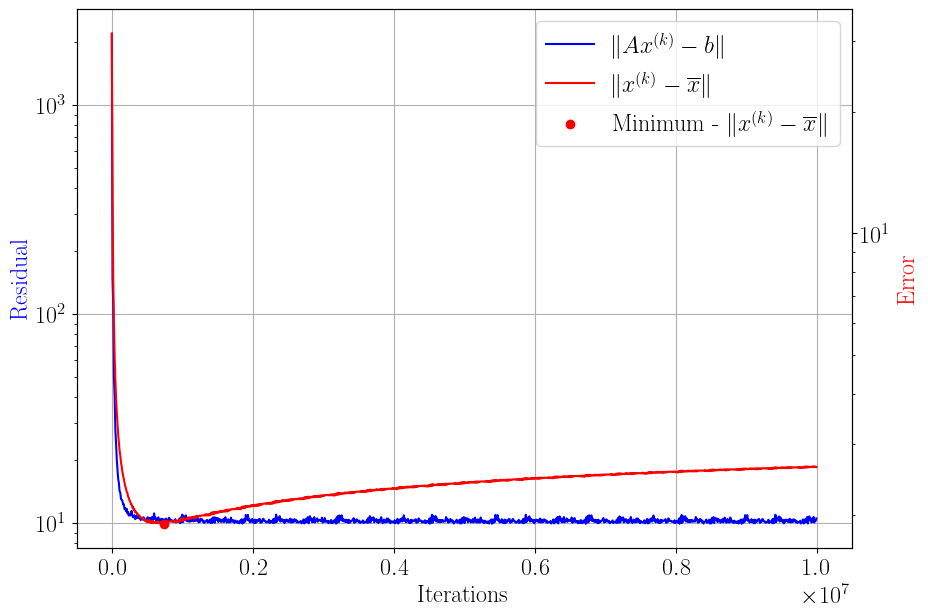 ‖Ax^{(k)} − b‖
‖x^{(k)} − x̅‖
Minimum - ‖x^{(k)} − x̅‖
10^3
10^2
10^1
Residual
10^1
Error
0.0 0.2 0.4 0.6 0.8 1.0
×10^7
Iterations